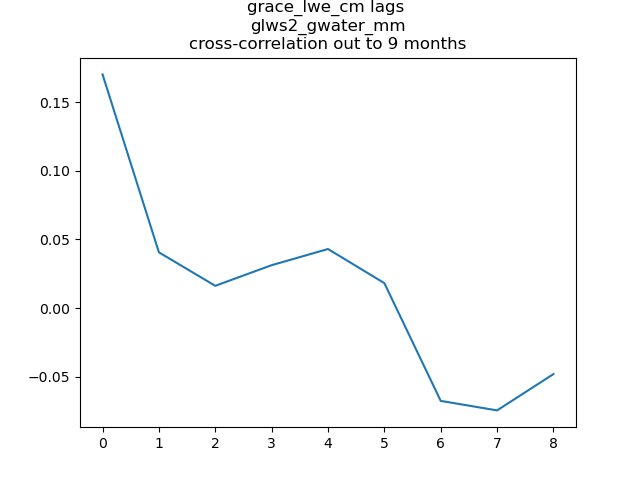 grace_lwe_cm lags
glws2_gwater_mm
cross-correlation out to 9 months
0.15
0.10
0.05
0.00
−0.05
0 1 2 3 4 5 6 7 8